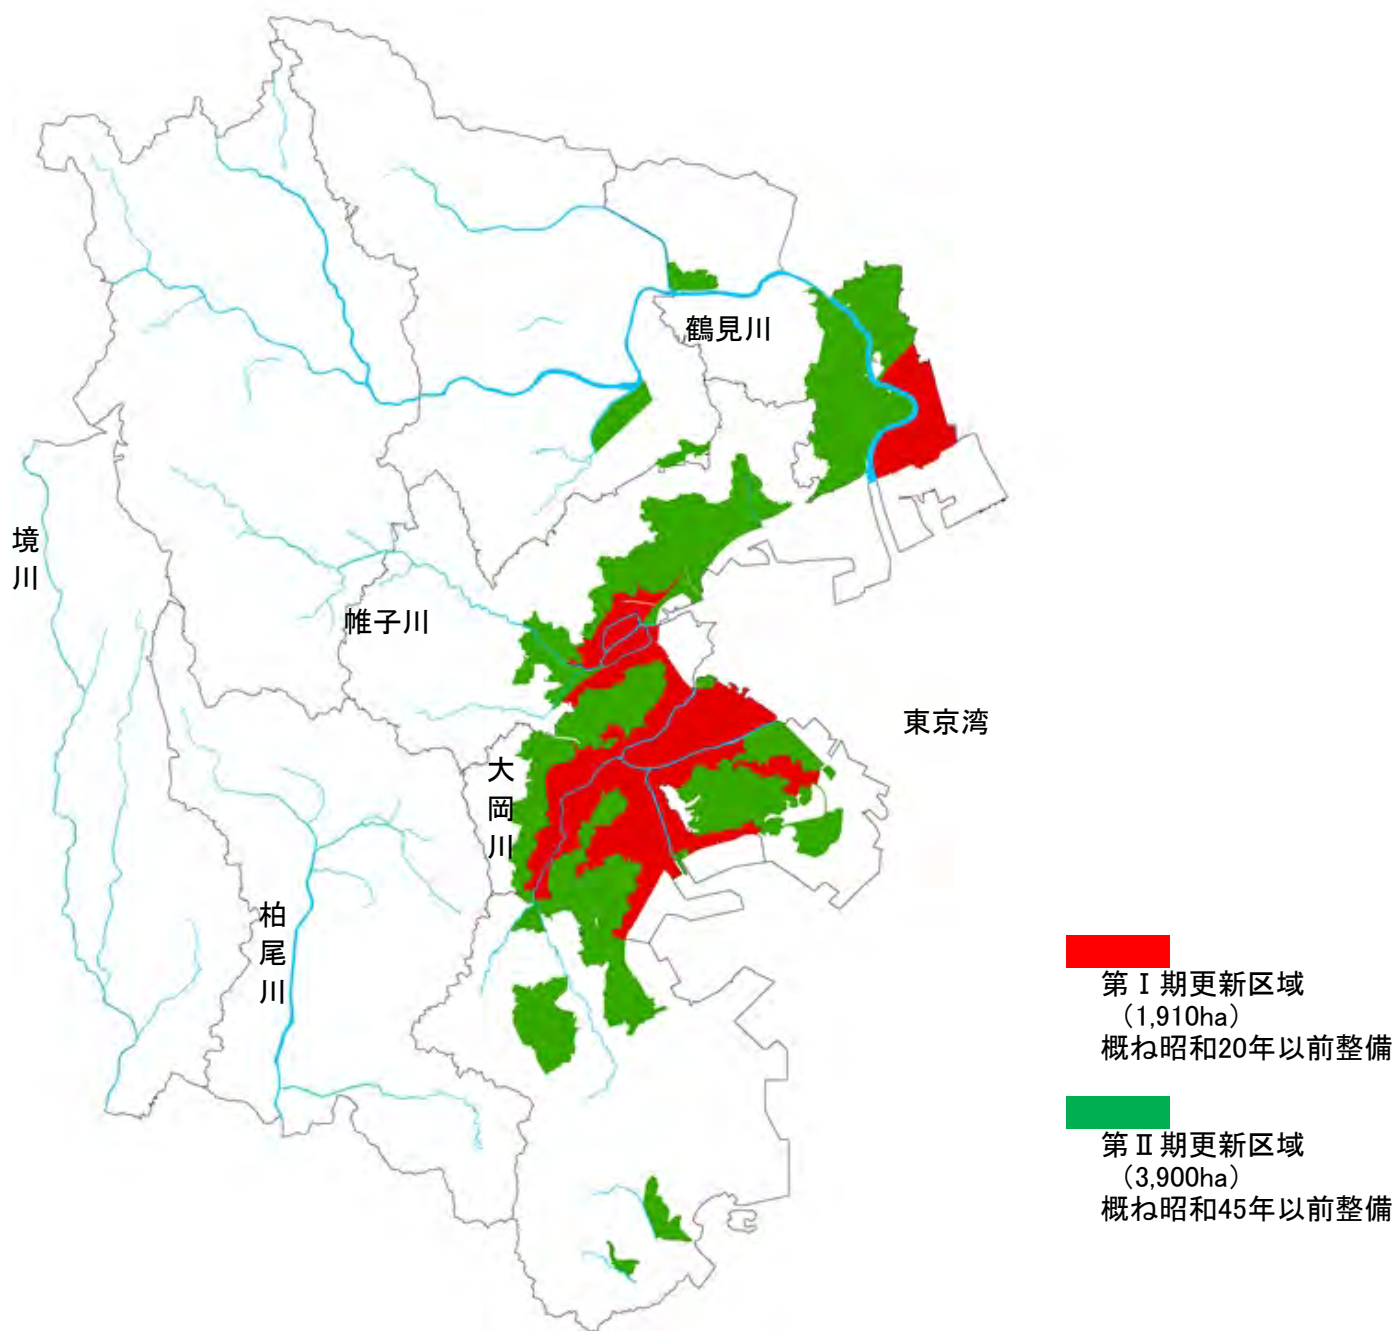 鶴見川
境川
帷子川
東京湾
大岡川
柏尾川
第Ⅰ期更新区域
（1,910ha）
概ね昭和20年以前整備
第Ⅱ期更新区域
（3,900ha）
概ね昭和45年以前整備